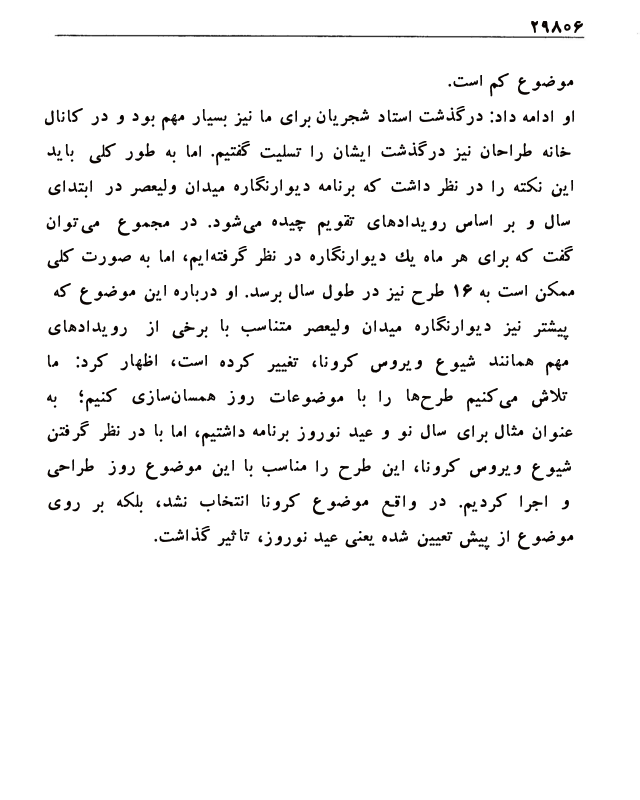 ۲۹۸۰۶
موضوع کم است.
او ادامه داد: درگذشت استاد شجریان برای ما نیز بسیار مهم بود و در کانال
خانه طراحان نیز درگذشت ایشان را تسلیت گفتیم. اما به طور کلی باید
این نکته را در نظر داشت که برنامه دیوارنگاره میدان ولیعصر در ابتدای
سال و بر اساس رویدادهای تقویم چیده می‌شود. در مجموع می‌توان
گفت که برای هر ماه یك دیوارنگاره در نظر گرفته‌ایم، اما به صورت کلی
ممکن است به ۱۶ طرح نیز در طول سال برسد. او درباره این موضوع که
پیشتر نیز دیوارنگاره میدان ولیعصر متناسب با برخی از رویدادهای
مهم همانند شیوع ویروس کرونا، تغییر کرده است، اظهار کرد: ما
تلاش می‌کنیم طرح‌ها را با موضوعات روز همسان‌سازی کنیم؛ به
عنوان مثال برای سال نو و عید نوروز برنامه داشتیم، اما با در نظر گرفتن
شیوع ویروس کرونا، این طرح را مناسب با این موضوع روز طراحی
و اجرا کردیم. در واقع موضوع کرونا انتخاب نشد، بلکه بر روی
موضوع از پیش تعیین شده یعنی عید نوروز، تاثیر گذاشت.